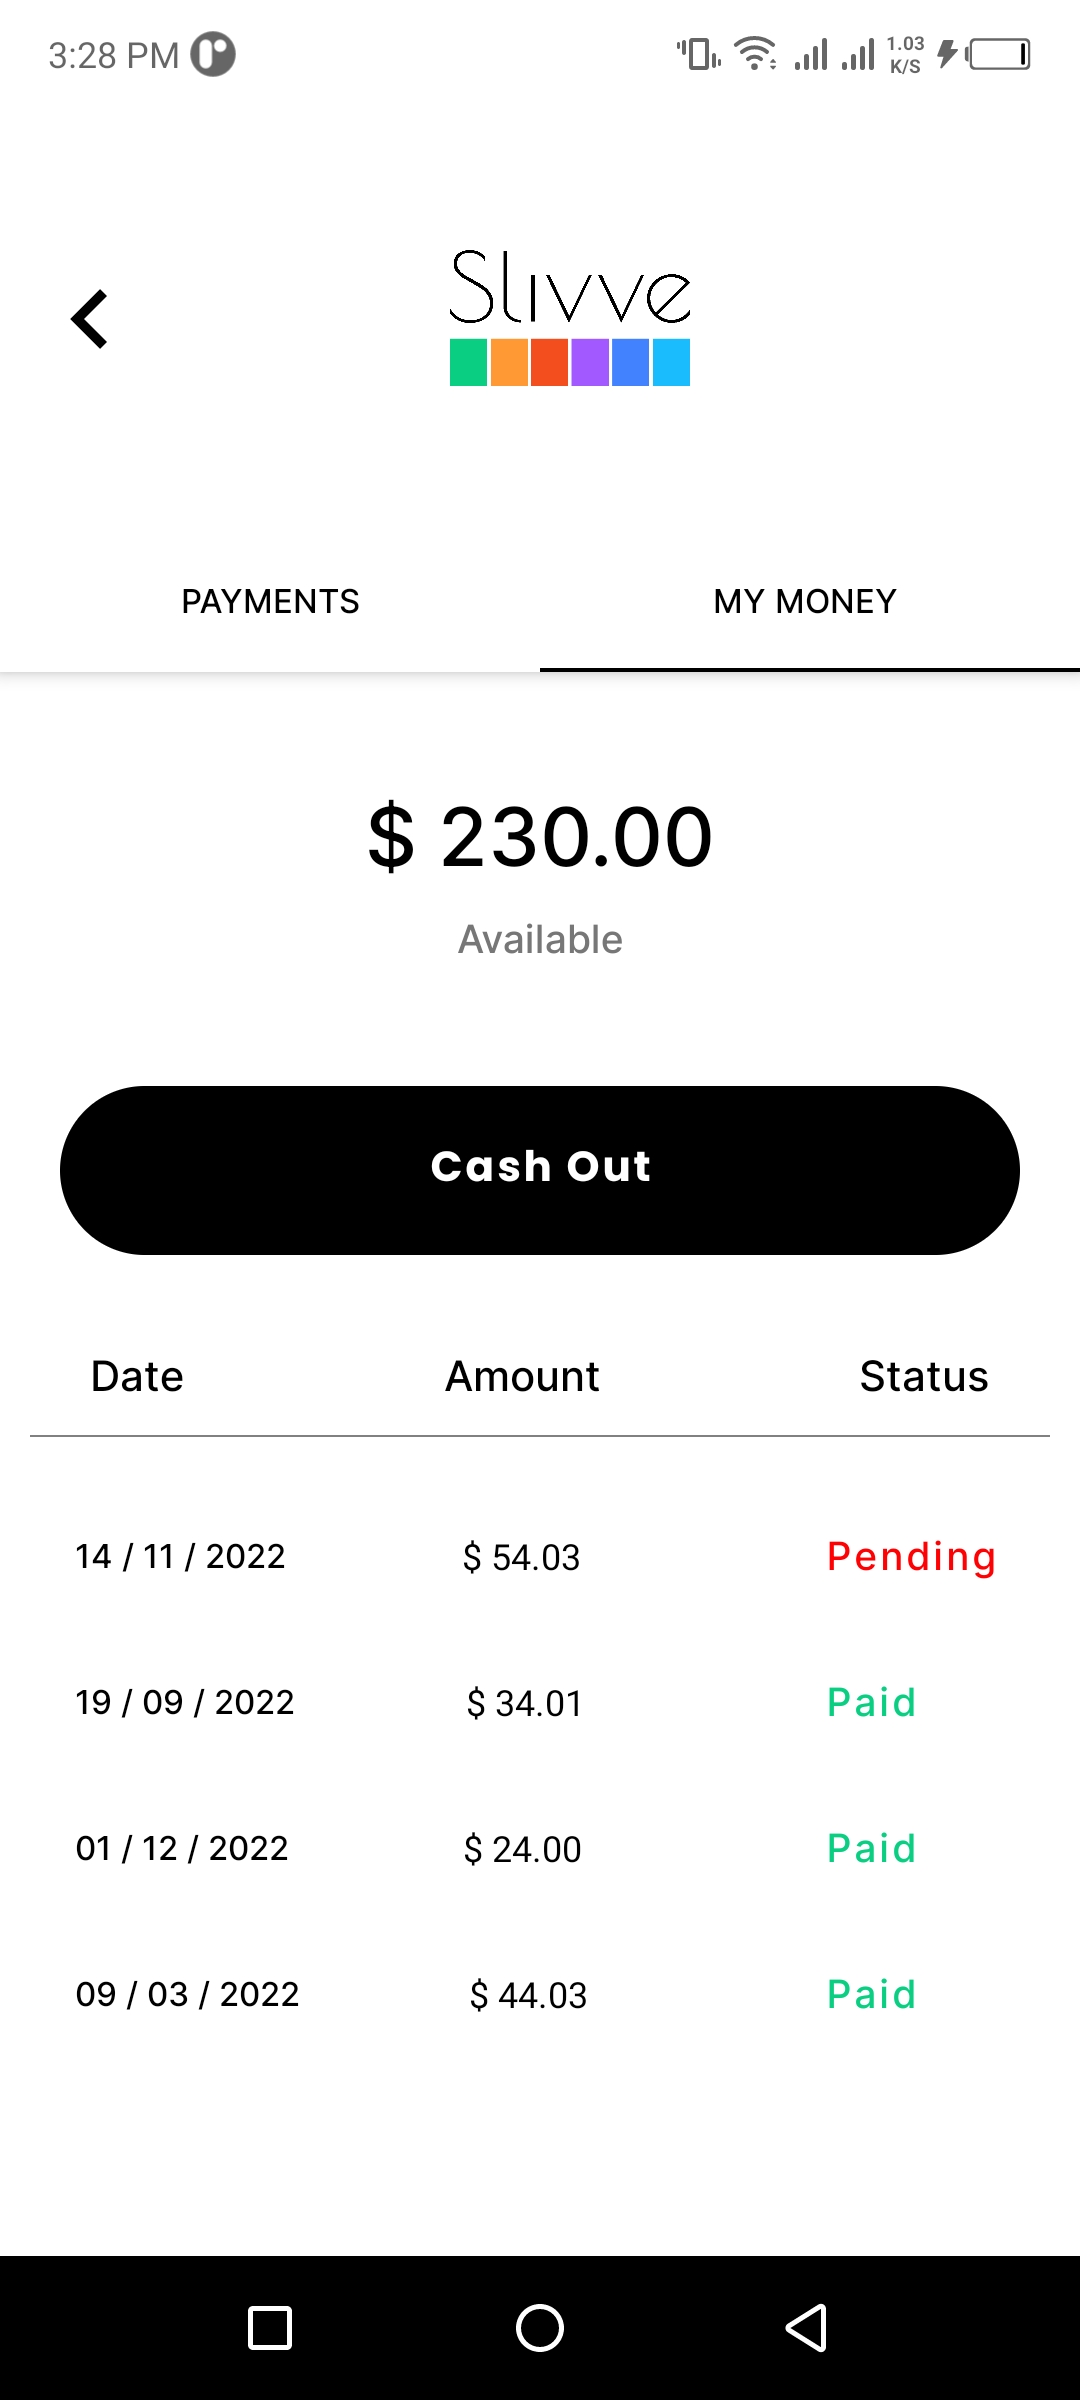 3:28 PM
1.03
K/S
Slivve
PAYMENTS MY MONEY
$ 230.00
Available
Cash Out
Date Amount Status
14 / 11 / 2022 $ 54.03 Pending
19 / 09 / 2022 $ 34.01 Paid
01 / 12 / 2022 $ 24.00 Paid
09 / 03 / 2022 $ 44.03 Paid